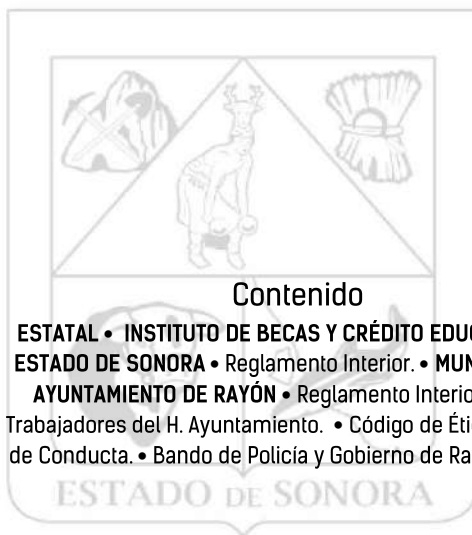 Contenido
ESTATAL • INSTITUTO DE BECAS Y CRÉDITO
ESTADO DE SONORA • Reglamento Interior. •
AYUNTAMIENTO DE RAYÓN • Reglamento
Trabajadores del H. Ayuntamiento. • Código de
de Conducta. • Bando de Policía y Gobierno de
ESTADO DE SONORA